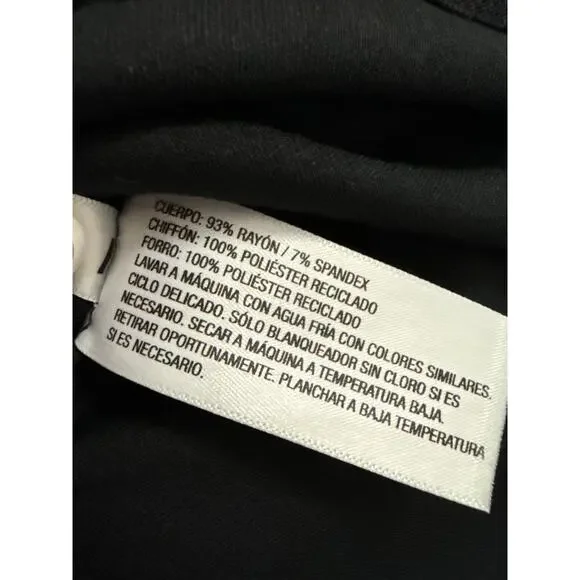 CUERPO: 93% RAYÓN / 7% SPANDEX
CHIFFÓN: 100% POLIÉSTER RECICLADO
FORRO: 100% POLIÉSTER RECICLADO
LAVAR A MÁQUINA CON AGUA FRÍA CON COLORES SIMILARES.
CICLO DELICADO. SÓLO BLANQUEADOR SIN CLORO SI ES
NECESARIO. SECAR A MÁQUINA A TEMPERATURA BAJA.
RETIRAR OPORTUNAMENTE. PLANCHAR A BAJA TEMPERATURA
SI ES NECESARIO.